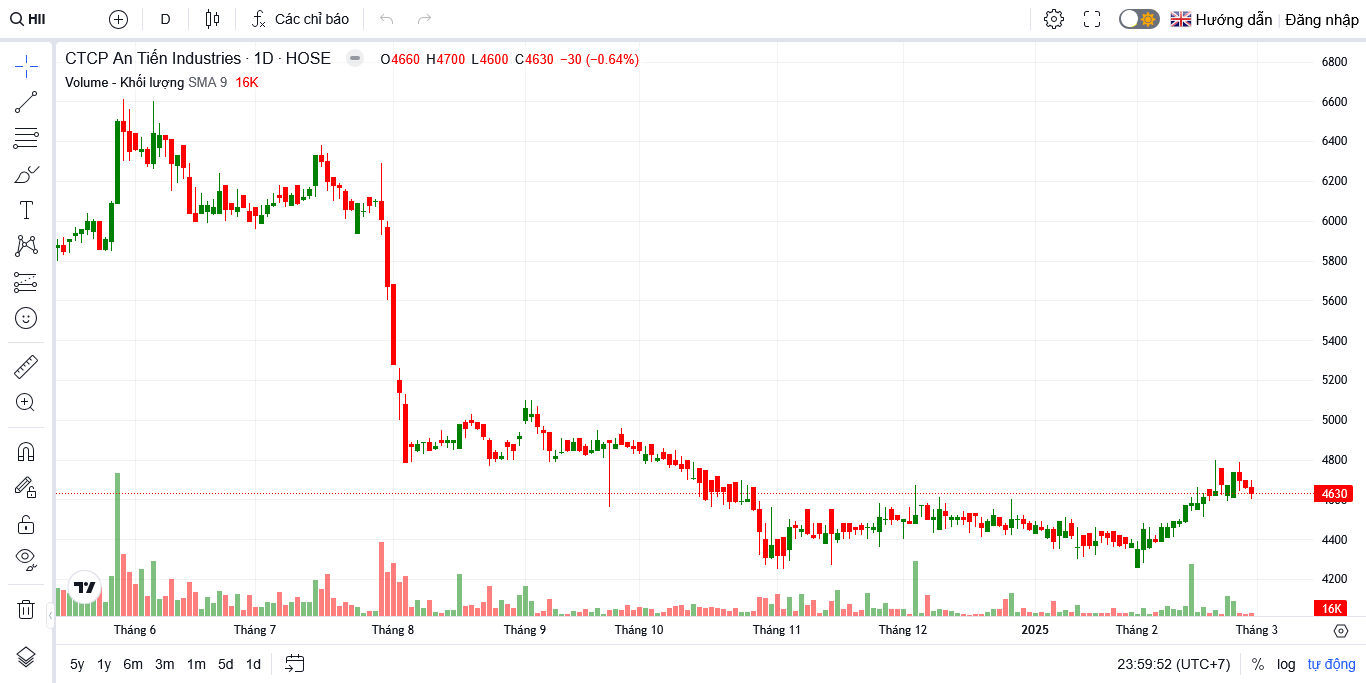 HII D Các chỉ báo Hướng dẫn Đăng nhập
CTCP An Tiến Industries · 1D · HOSE O4660 H4700 L4600 C4630 −30 (−0.64%)
Volume - Khối lượng SMA 9 16K
6800
6600
6400
6200
6000
5800
5600
5400
5200
5000
4800
4630
4400
4200
16K
Tháng 6 Tháng 7 Tháng 8 Tháng 9 Tháng 10 Tháng 11 Tháng 12 2025 Tháng 2 Tháng 3
5y 1y 6m 3m 1m 5d 1d 23:59:52 (UTC+7) % log tự động